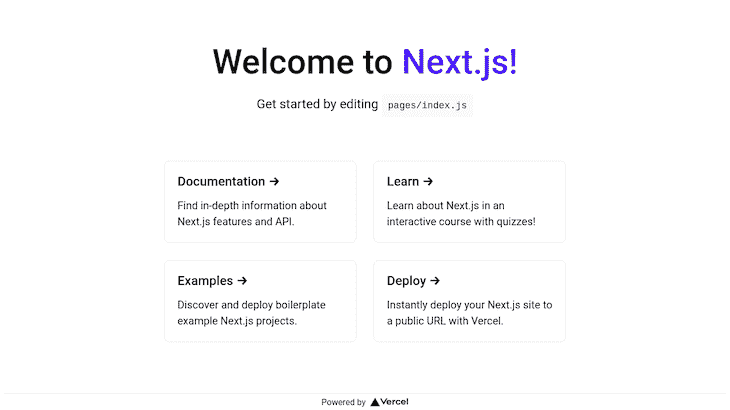 Welcome to Next.js!
Get started by editing pages/index.js
Documentation →
Find in-depth information about
Next.js features and API.
Learn →
Learn about Next.js in an
interactive course with quizzes!
Examples →
Discover and deploy boilerplate
example Next.js projects.
Deploy →
Instantly deploy your Next.js site to
a public URL with Vercel.
Powered by Vercel